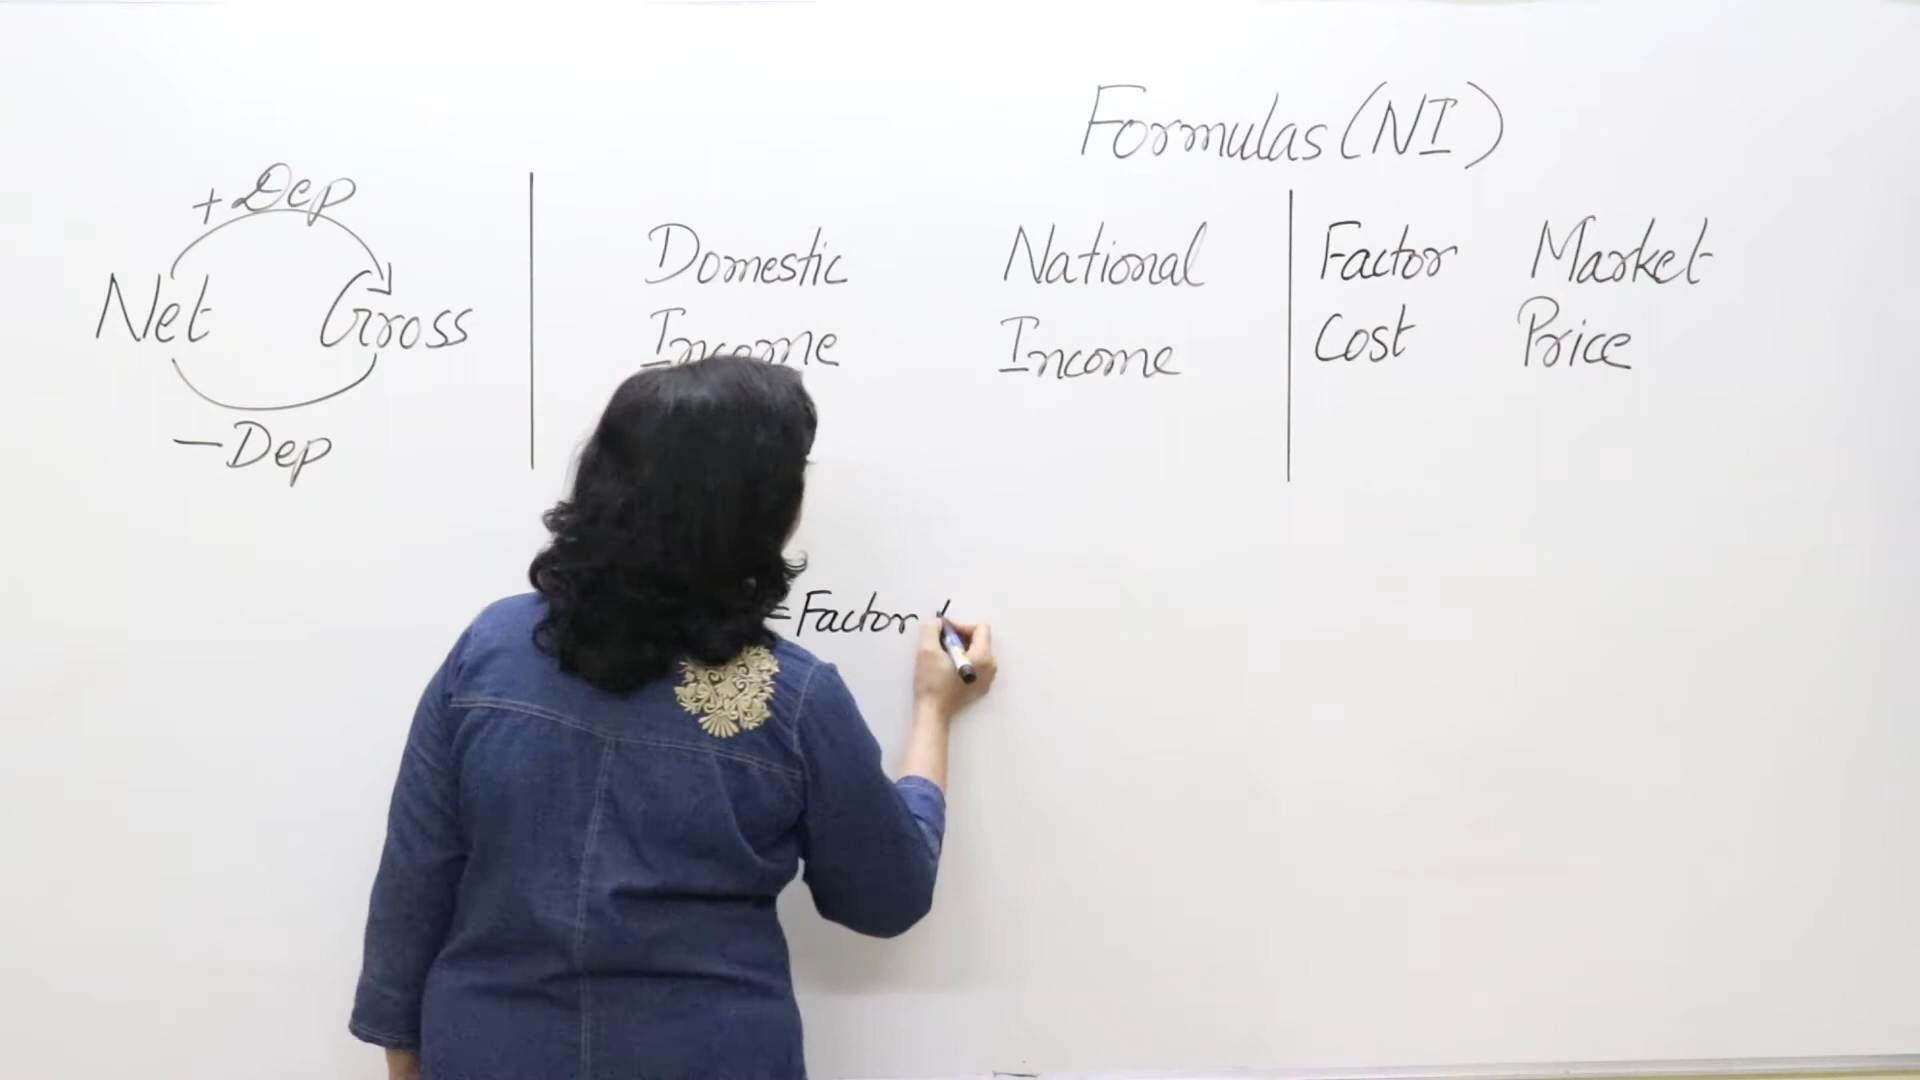 Formulas (NI)
+Dep
Net Gross
-Dep
Domestic
Income
National
Income
Factor
Cost
Market
Price
= Factor